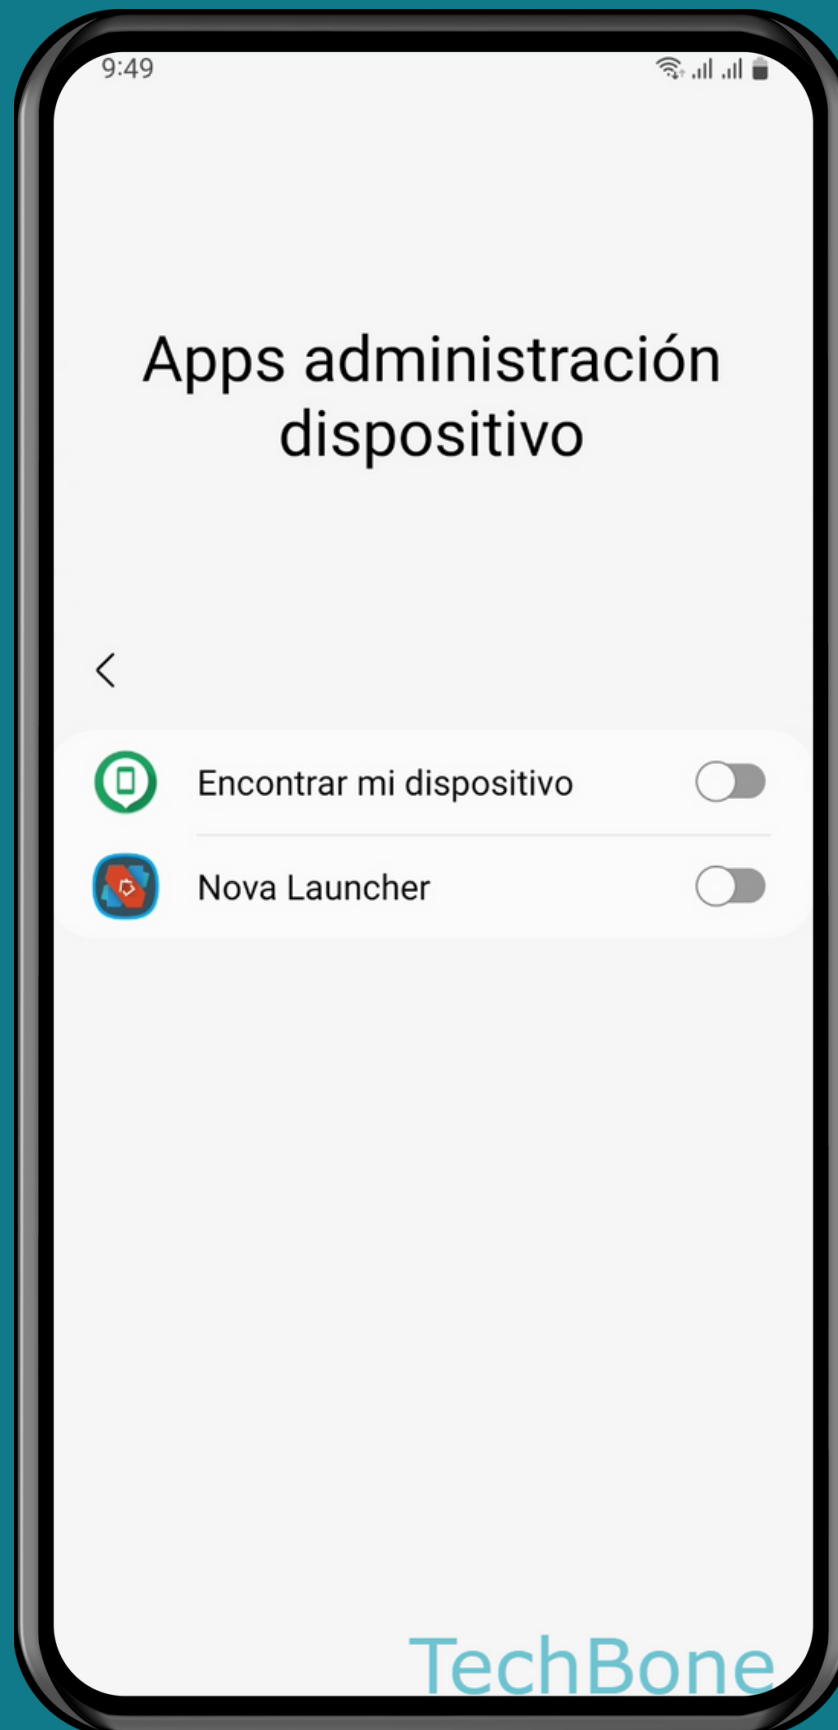 9:49
Apps administración
dispositivo
Encontrar mi dispositivo
Nova Launcher
TechBone